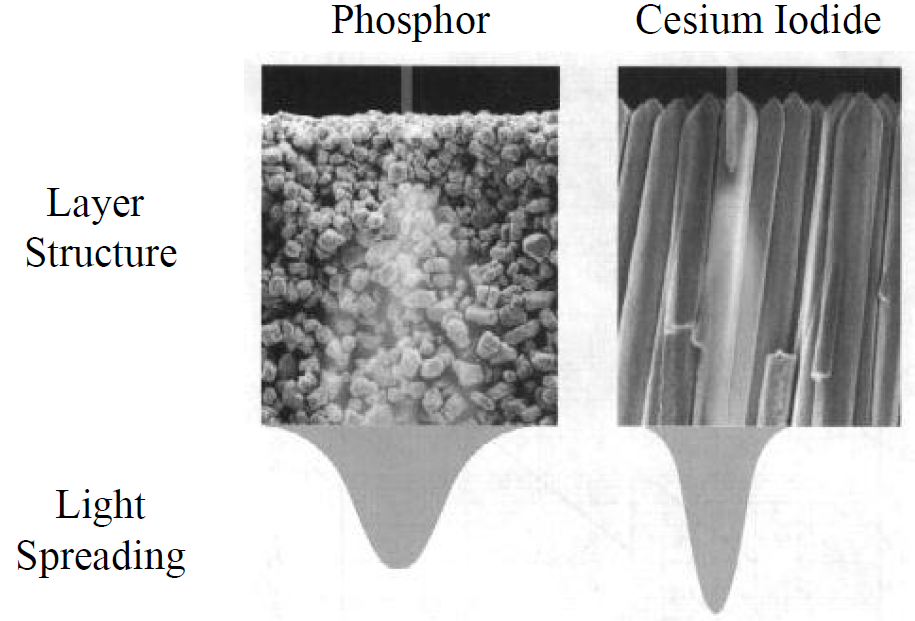 Phosphor
Cesium Iodide
Layer
Structure
Light
Spreading